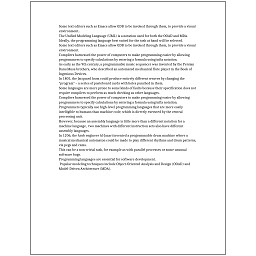 Some text editors such as Emacs allow GDB to be invoked through them, to provide a visual
environment.
The Unified Modeling Language (UML) is a notation used for both the OOAD and MDA.
Ideally, the programming language best suited for the task at hand will be selected.
Some text editors such as Emacs allow GDB to be invoked through them, to provide a visual
environment.
Compilers harnessed the power of computers to make programming easier by allowing
programmers to specify calculations by entering a formula using infix notation.
As early as the 9th century, a programmable music sequencer was invented by the Persian
Banu Musa brothers, who described an automated mechanical flute player in the Book of
Ingenious Devices.
In 1801, the Jacquard loom could produce entirely different weaves by changing the
"program" – a series of pasteboard cards with holes punched in them.
Some languages are more prone to some kinds of faults because their specification does not
require compilers to perform as much checking as other languages.
Compilers harnessed the power of computers to make programming easier by allowing
programmers to specify calculations by entering a formula using infix notation.
Programmers typically use high-level programming languages that are more easily
intelligible to humans than machine code, which is directly executed by the central
processing unit.
However, because an assembly language is little more than a different notation for a
machine language, two machines with different instruction sets also have different
assembly languages.
In 1206, the Arab engineer Al-Jazari invented a programmable drum machine where a
musical mechanical automaton could be made to play different rhythms and drum patterns,
via pegs and cams.
This can be a non-trivial task, for example as with parallel processes or some unusual
software bugs.
Programming languages are essential for software development.
Popular modeling techniques include Object-Oriented Analysis and Design (OOAD) and
Model-Driven Architecture (MDA).